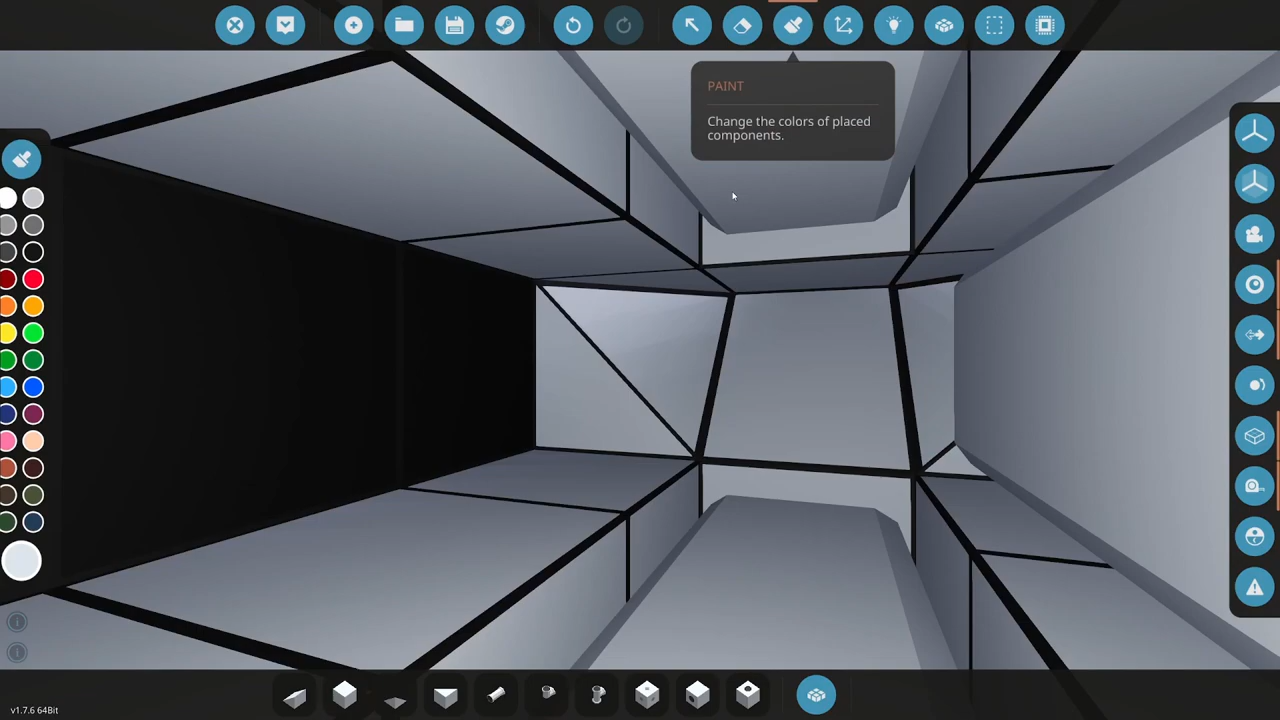 PAINT
Change the colors of placed
components.
v1.7.6 64Bit